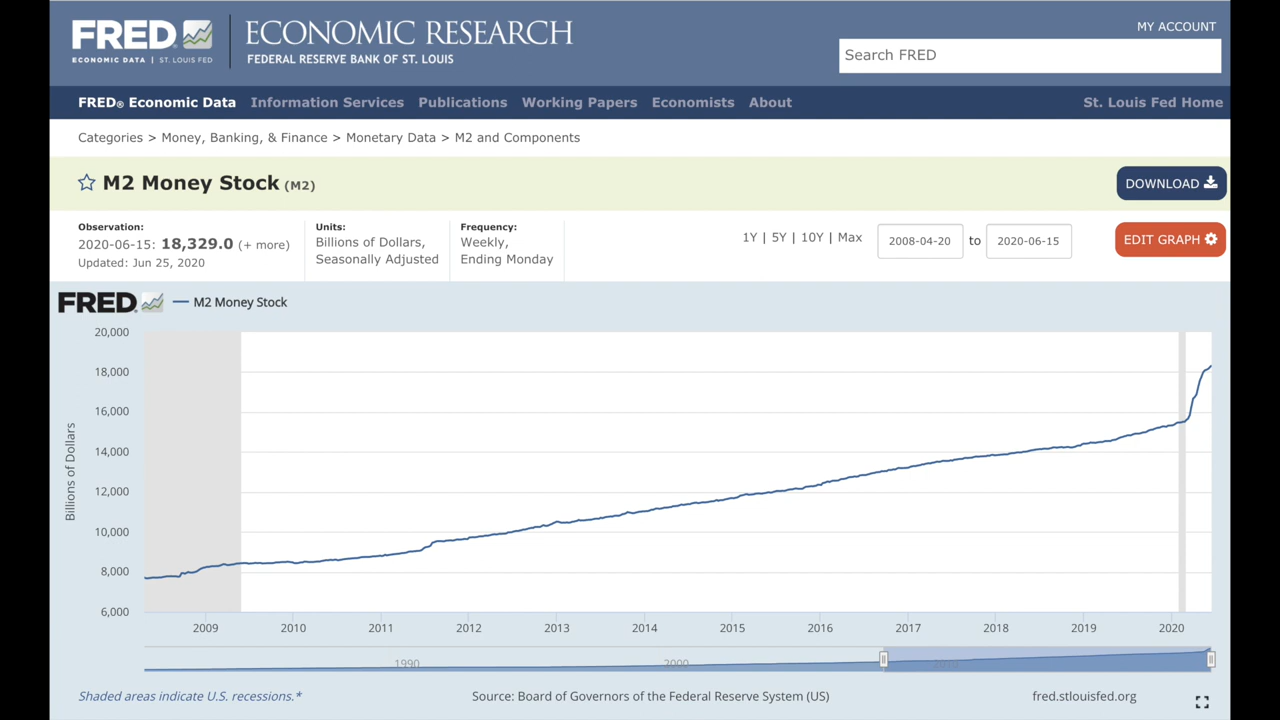 FRED® ECONOMIC RESEARCH
ECONOMIC DATA | ST. LOUIS FED
FEDERAL RESERVE BANK OF ST. LOUIS
MY ACCOUNT
Search FRED
FRED® Economic Data Information Services Publications Working Papers Economists About St. Louis Fed Home
Categories > Money, Banking, & Finance > Monetary Data > M2 and Components
M2 Money Stock (M2)
DOWNLOAD
Observation:
2020-06-15: 18,329.0 (+ more)
Updated: Jun 25, 2020
Units:
Billions of Dollars,
Seasonally Adjusted
Frequency:
Weekly,
Ending Monday
1Y | 5Y | 10Y | Max
2008-04-20 to 2020-06-15
EDIT GRAPH
FRED® — M2 Money Stock
Billions of Dollars
20,000
18,000
16,000
14,000
12,000
10,000
8,000
6,000
2009 2010 2011 2012 2013 2014 2015 2016 2017 2018 2019 2020
1990 2000 2010
Shaded areas indicate U.S. recessions.*
Source: Board of Governors of the Federal Reserve System (US)
fred.stlouisfed.org